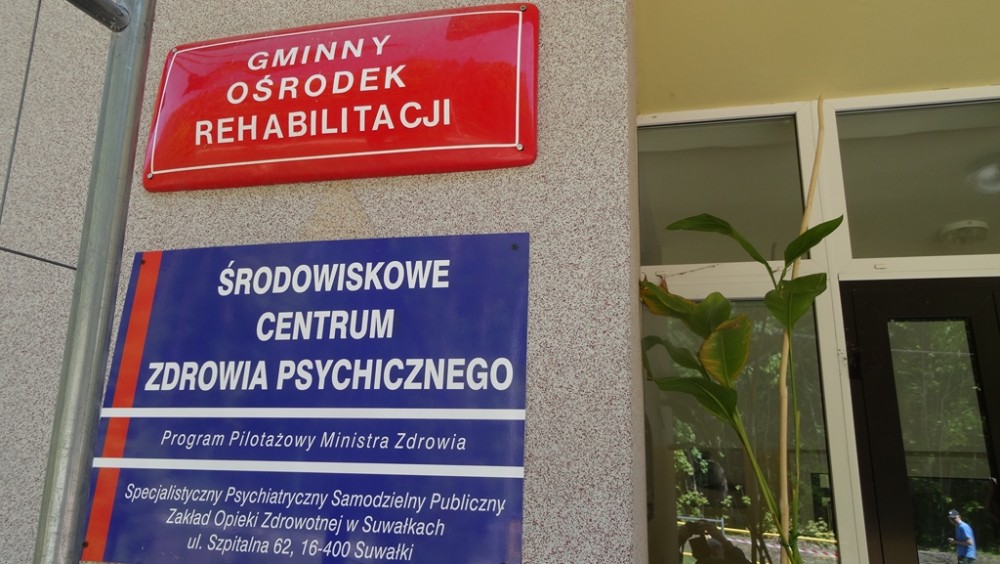 GMINNY
OŚRODEK
REHABILITACJI
ŚRODOWISKOWE
CENTRUM
ZDROWIA PSYCHICZNEGO
Program Pilotażowy Ministra Zdrowia
Specjalistyczny Psychiatryczny Samodzielny Publiczny
Zakład Opieki Zdrowotnej w Suwałkach
ul. Szpitalna 62, 16-400 Suwałki